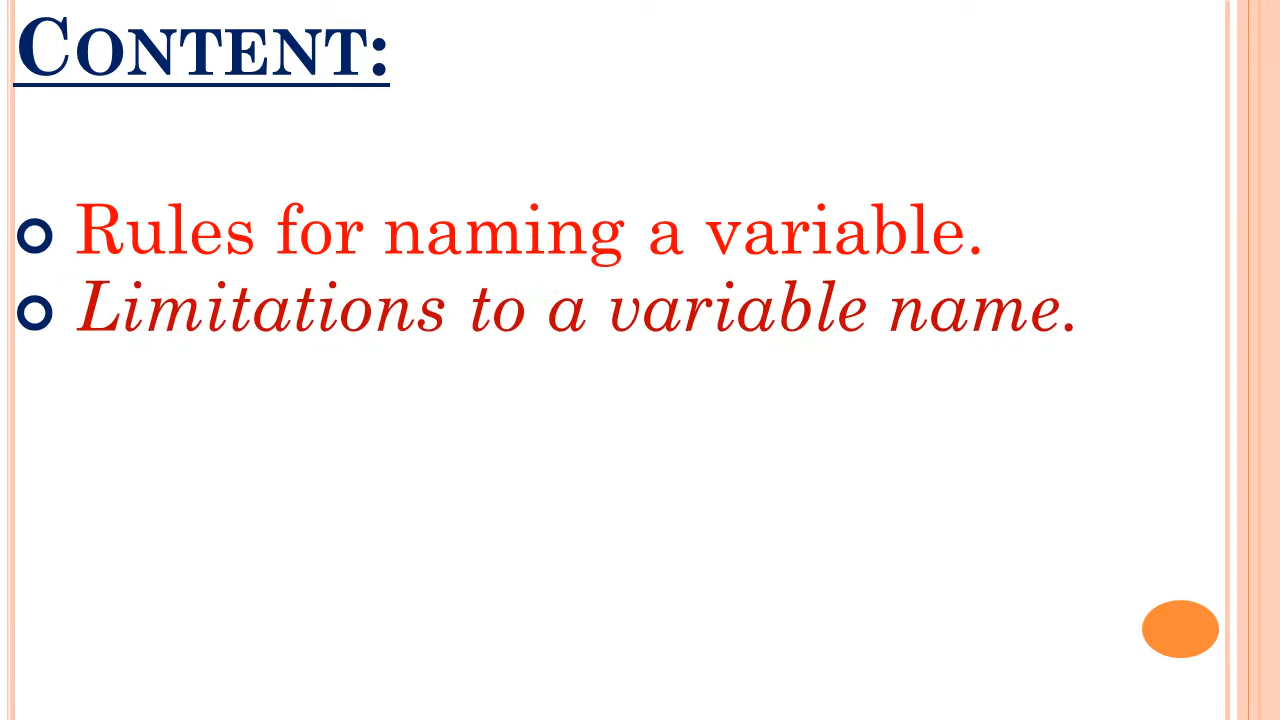 CONTENT:
Rules for naming a variable.
Limitations to a variable name.